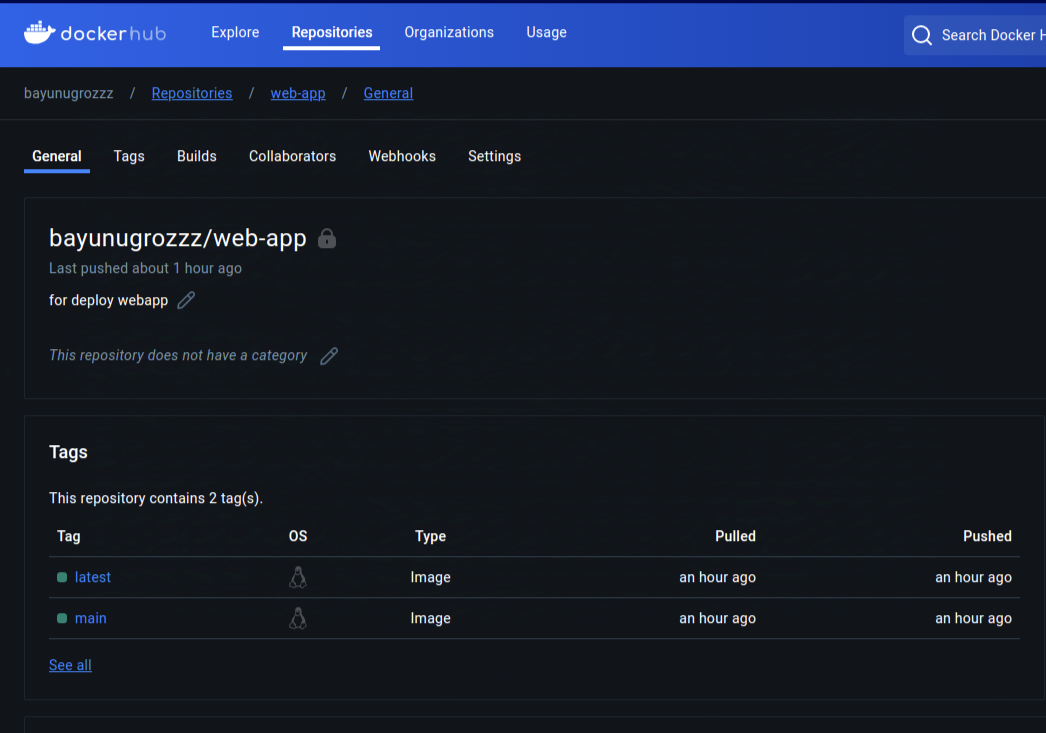 dockerhub Explore Repositories Organizations Usage Search Docker H
bayunugrozzz / Repositories / web-app / General
General Tags Builds Collaborators Webhooks Settings
bayunugrozzz/web-app
Last pushed about 1 hour ago
for deploy webapp
This repository does not have a category
Tags
This repository contains 2 tag(s).
Tag OS Type Pulled Pushed
latest Image an hour ago an hour ago
main Image an hour ago an hour ago
See all